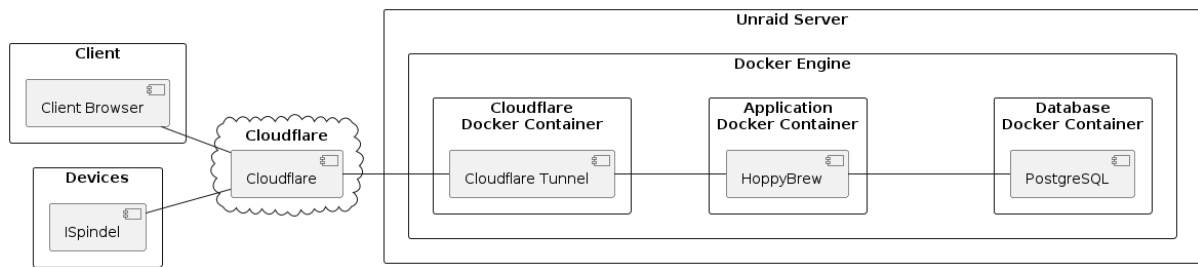 Unraid Server
Client
Client Browser
Devices
ISpindel
Cloudflare
Cloudflare
Docker Engine
Cloudflare
Docker Container
Cloudflare Tunnel
Application
Docker Container
HoppyBrew
Database
Docker Container
PostgreSQL